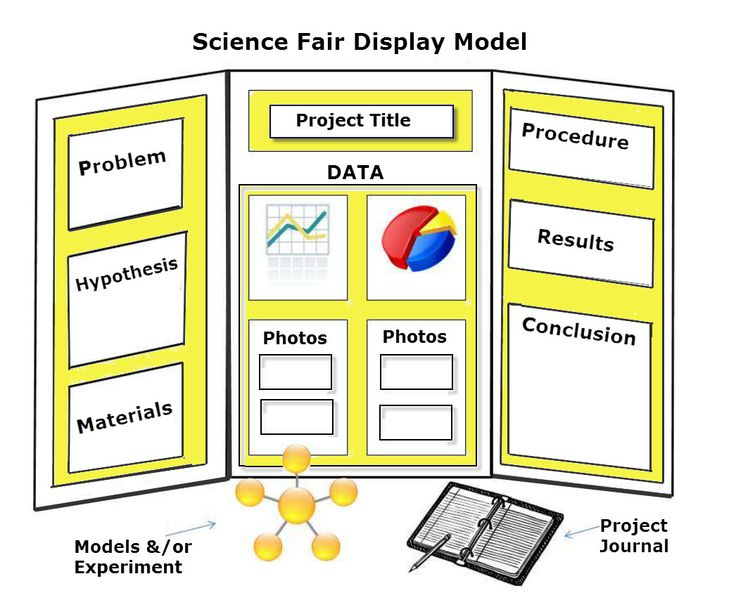 Science Fair Display Model
Problem
Hypothesis
Materials
Project Title
DATA
Photos
Photos
Procedure
Results
Conclusion
Models &/or
Experiment
Project
Journal